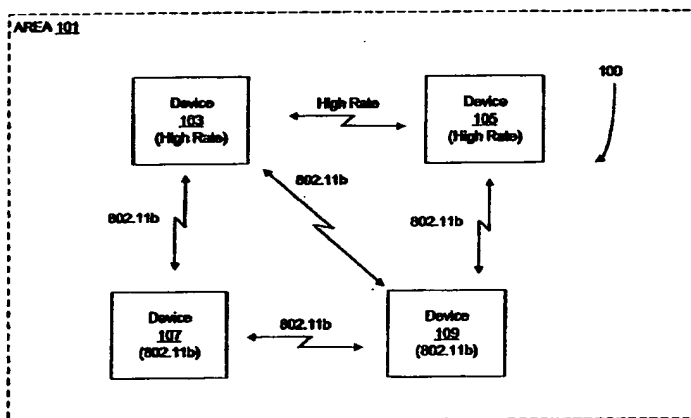 AREA 101
100
Device
103
(High Rate)
High Rate
Device
105
(High Rate)
802.11b
802.11b
802.11b
Device
107
(802.11b)
802.11b
Device
109
(802.11b)